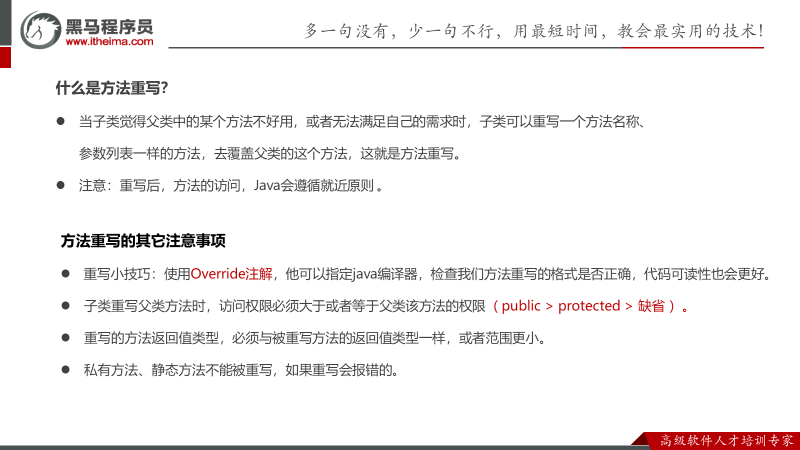 黑马程序员
www.itheima.com
多一句没有，少一句不行，用最短时间，教会最实用的技术！
什么是方法重写？
● 当子类觉得父类中的某个方法不好用，或者无法满足自己的需求时，子类可以重写一个方法名称、
参数列表一样的方法，去覆盖父类的这个方法，这就是方法重写。
● 注意：重写后，方法的访问，Java会遵循就近原则 。
方法重写的其它注意事项
● 重写小技巧：使用Override注解，他可以指定java编译器，检查我们方法重写的格式是否正确，代码可读性也会更好。
● 子类重写父类方法时，访问权限必须大于或者等于父类该方法的权限（ public > protected > 缺省 ）。
● 重写的方法返回值类型，必须与被重写方法的返回值类型一样，或者范围更小。
● 私有方法、静态方法不能被重写，如果重写会报错的。
高级软件人才培训专家